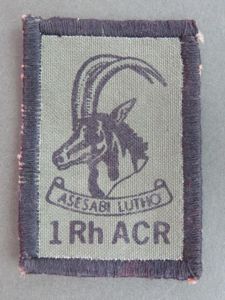 ASESABI LUTHO
1 Rh ACR